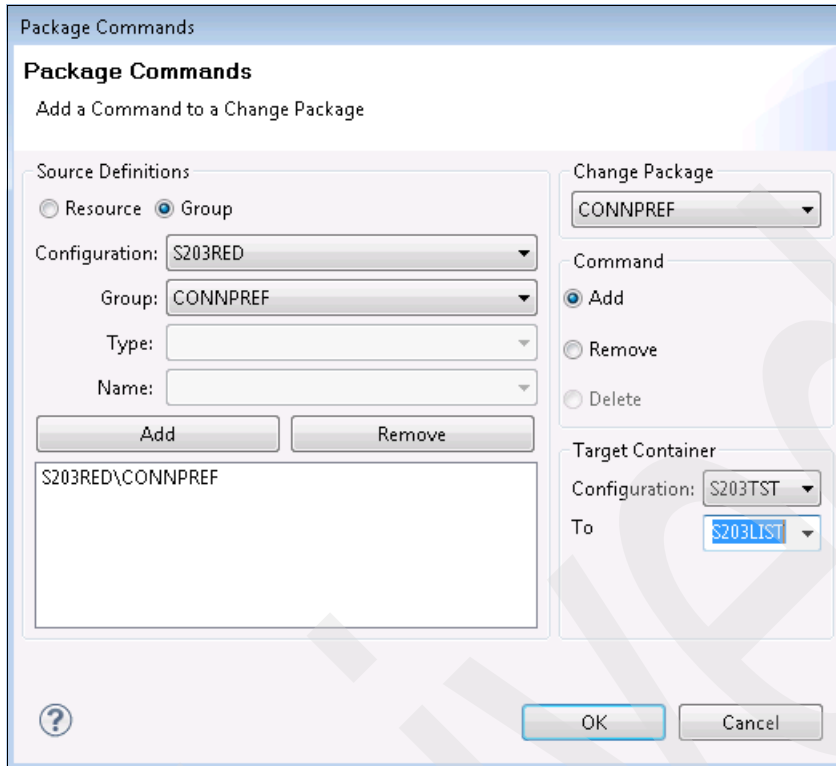 Package Commands
Package Commands
Add a Command to a Change Package
Source Definitions
Resource Group
Configuration: S203RED
Group: CONNPREF
Type:
Name:
Add Remove
S203RED\CONNPREF
Change Package
CONNPREF
Command
Add
Remove
Delete
Target Container
Configuration: S203TST
To S203LIST
? OK Cancel